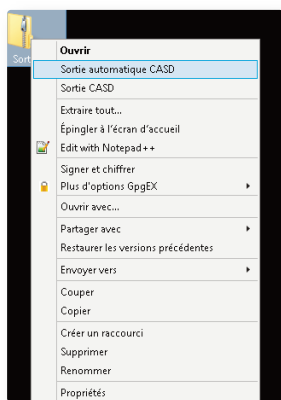 Sort
Ouvrir
Sortie automatique CASD
Sortie CASD
Extraire tout...
Épingler à l'écran d'accueil
Edit with Notepad++
Signer et chiffrer
Plus d'options GpgEX
Ouvrir avec...
Partager avec
Restaurer les versions précédentes
Envoyer vers
Couper
Copier
Créer un raccourci
Supprimer
Renommer
Propriétés